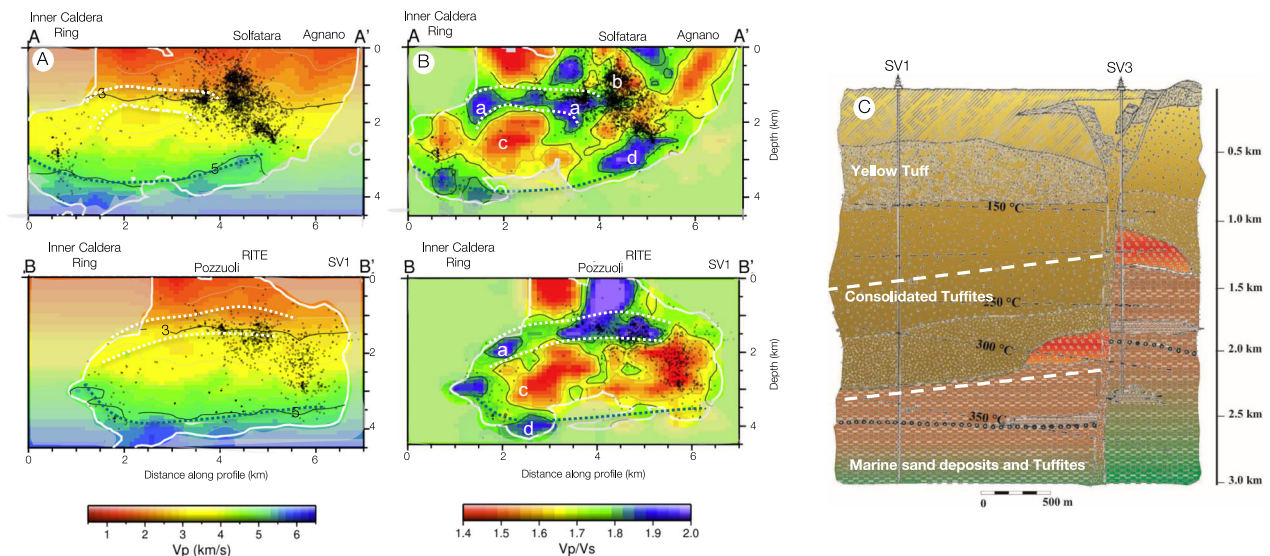 Inner Caldera
A Ring Solfatara Agnano A'
A
0
3
2
5
4
0 2 4 6
Depth (km)
Inner Caldera
A Ring Solfatara Agnano A'
B
0
b
a a
2
c
d
4
0 2 4 6
Depth (km)
Inner Caldera
B Ring Pozzuoli RITE SV1 B'
0
3
2
5
4
0 2 4 6
Distance along profile (km)
Inner Caldera
B Ring Pozzuoli RITE SV1 B'
0
a
2
c
d
4
0 2 4 6
Distance along profile (km)
Depth (km)
1 2 3 4 5 6
Vp (km/s)
1.4 1.5 1.6 1.7 1.8 1.9 2.0
Vp/Vs
SV1 SV3
C
0.5 km
Yellow Tuff
150 °C
1.0 km
Consolidated Tuffites
250 °C
1.5 km
300 °C
2.0 km
350 °C
2.5 km
Marine sand deposits and Tuffites
3.0 km
0 500 m